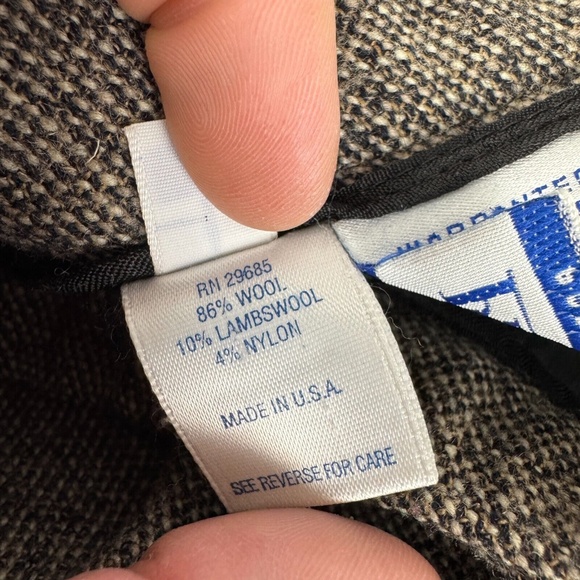 RN 29685
86% WOOL
10% LAMBSWOOL
4% NYLON
MADE IN U.S.A.
SEE REVERSE FOR CARE